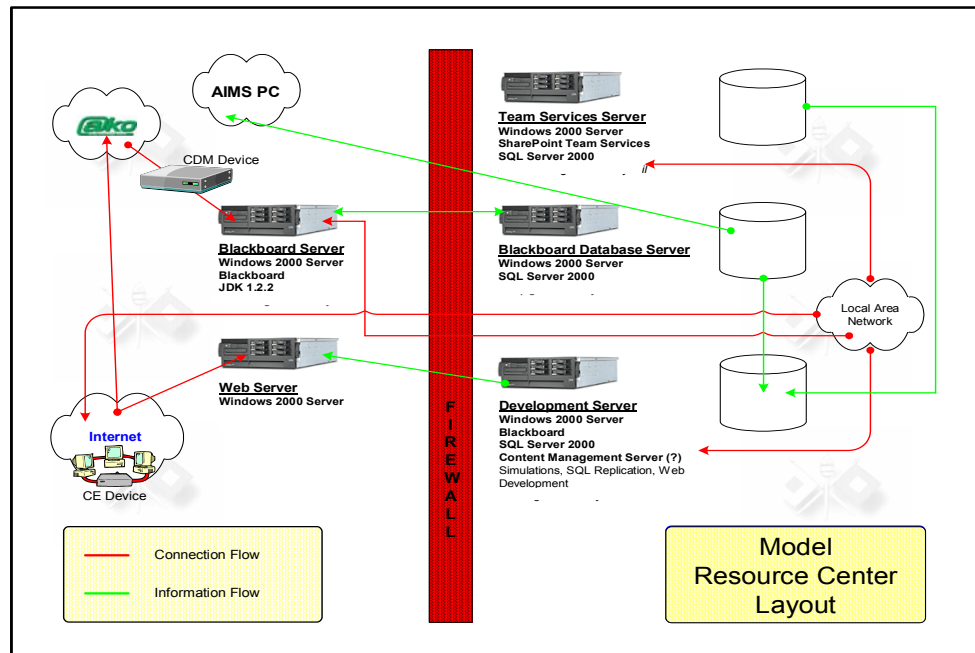 AIMS PC
CDM Device
Blackboard Server
Windows 2000 Server
Blackboard
JDK 1.2.2
Web Server
Windows 2000 Server
Internet
CE Device
Connection Flow
Information Flow
FIREWALL
Team Services Server
Windows 2000 Server
SharePoint Team Services
SQL Server 2000
Blackboard Database Server
Windows 2000 Server
SQL Server 2000
Development Server
Windows 2000 Server
Blackboard
SQL Server 2000
Content Management Server (?)
Simulations, SQL Replication, Web
Development
Local Area
Network
Model
Resource Center
Layout